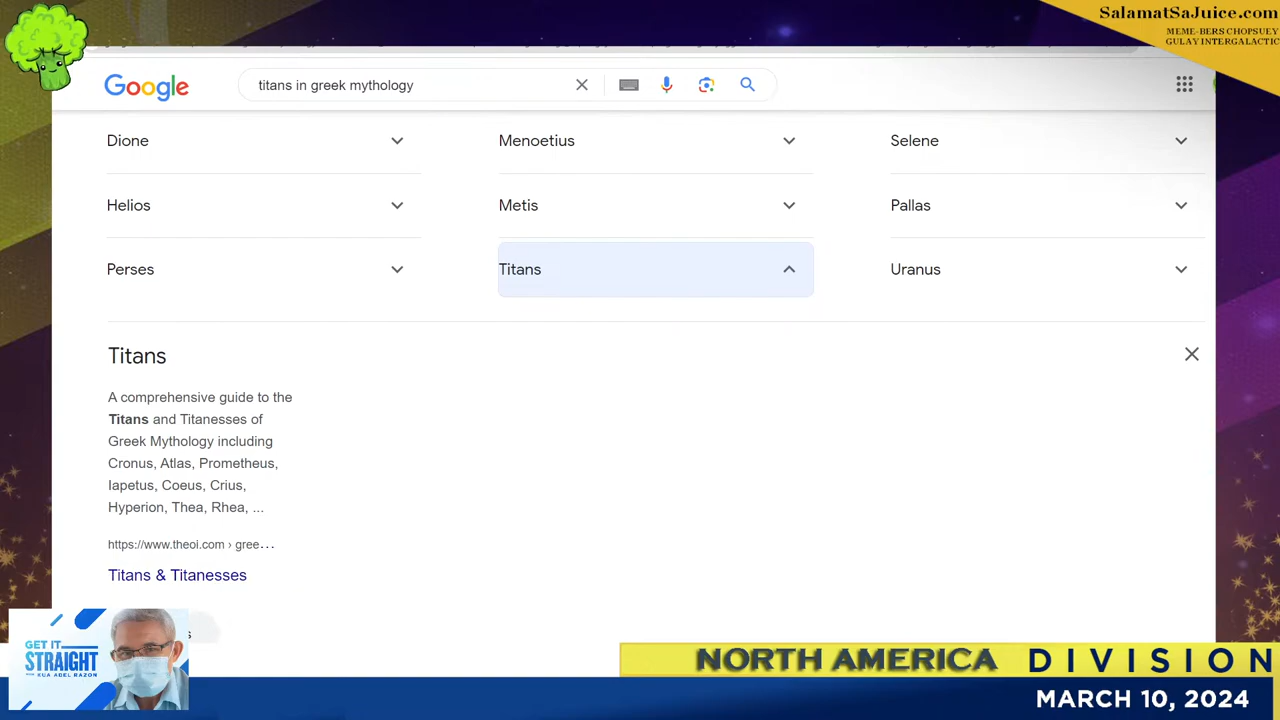 SalamatSaJuice.com
MEME-BERS CHOPSUEY
GULAY INTERGALACTIC
Google
titans in greek mythology
Dione
Menoetius
Selene
Helios
Metis
Pallas
Perses
Titans
Uranus
Titans
A comprehensive guide to the
Titans and Titanesses of
Greek Mythology including
Cronus, Atlas, Prometheus,
Iapetus, Coeus, Crius,
Hyperion, Thea, Rhea, ...
https://www.theoi.com › gree...
Titans & Titanesses
GET IT
STRAIGHT
KUA ADEL RAZON
NORTH AMERICA DIVISION
MARCH 10, 2024